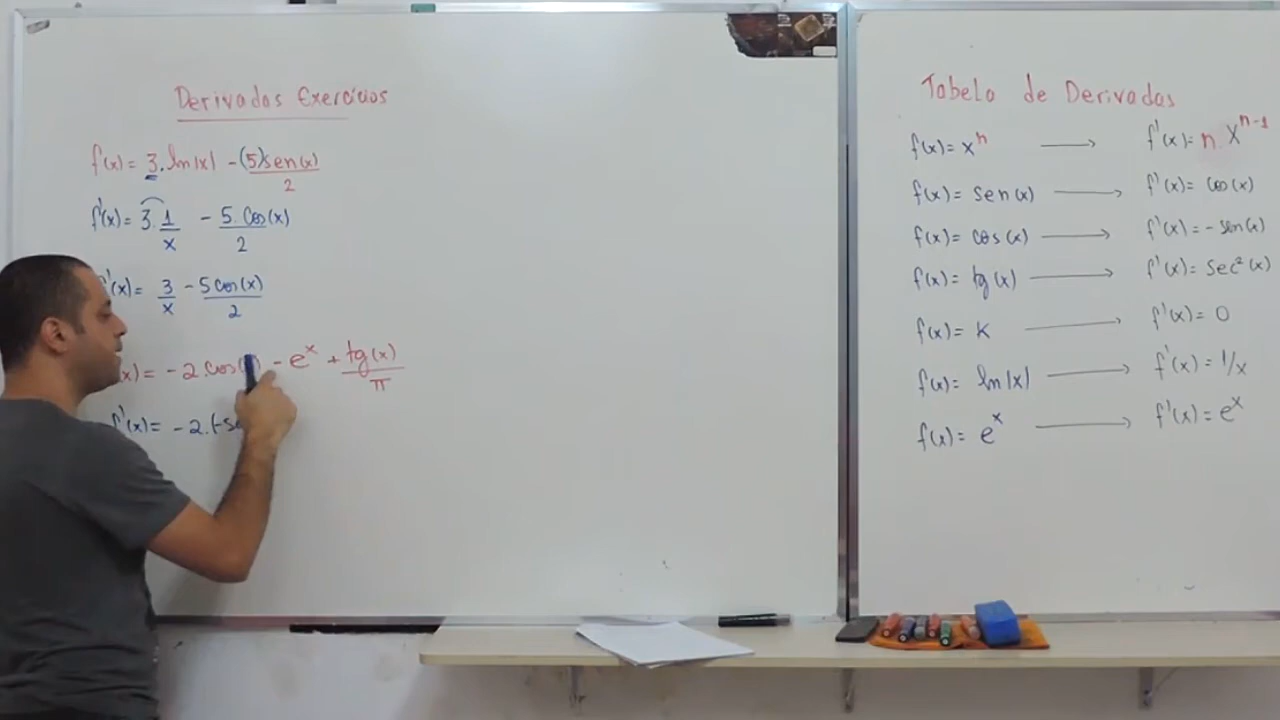 Derivadas Exercícios
f(x) = 3.ln|x| - (5)sen(x)/2
f'(x) = 3.1/x - 5.cos(x)/2
'(x) = 3/x - 5cos(x)/2
(x) = -2.cos( ) - e^x + tg(x)/π
f'(x) = -2.(-se
Tabela de Derivadas
f(x) = x^n → f'(x) = n.x^n-1
f(x) = sen(x) → f'(x) = cos(x)
f(x) = cos(x) → f'(x) = -sen(x)
f(x) = tg(x) → f'(x) = sec²(x)
f(x) = K → f'(x) = 0
f(x) = ln|x| → f'(x) = 1/x
f(x) = e^x → f'(x) = e^x